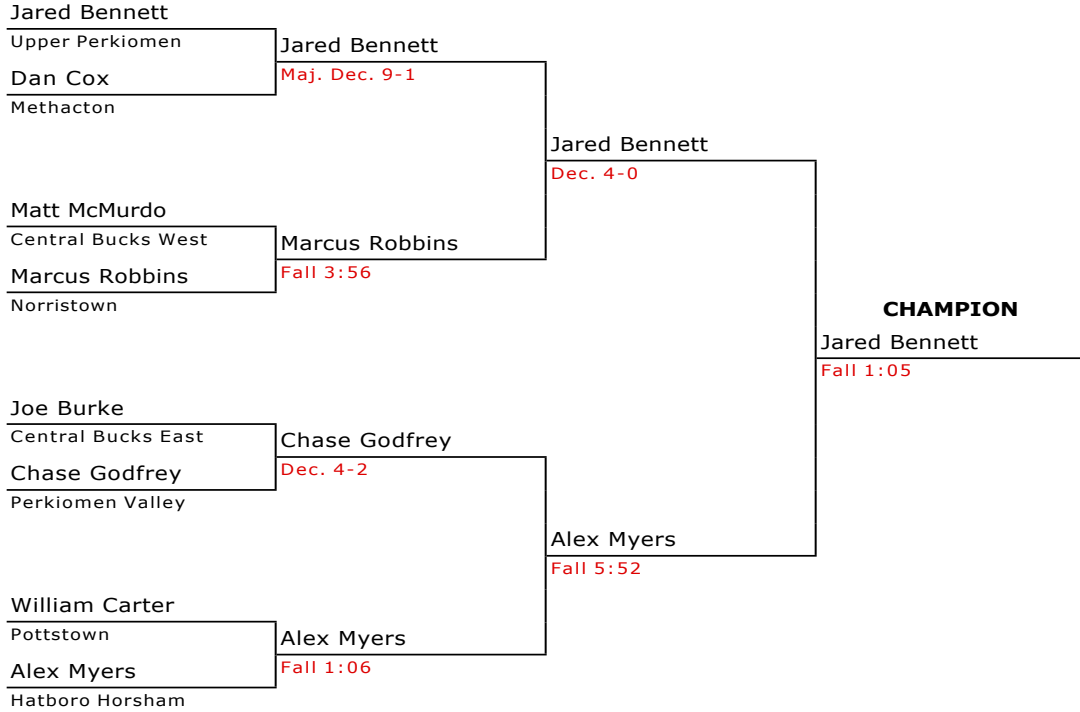 Jared Bennett
Upper Perkiomen
Dan Cox
Methacton
Matt McMurdo
Central Bucks West
Marcus Robbins
Norristown
Joe Burke
Central Bucks East
Chase Godfrey
Perkiomen Valley
William Carter
Pottstown
Alex Myers
Hatboro Horsham
Jared Bennett
Maj. Dec. 9-1
Marcus Robbins
Fall 3:56
Chase Godfrey
Dec. 4-2
Alex Myers
Fall 1:06
Jared Bennett
Dec. 4-0
Alex Myers
Fall 5:52
CHAMPION
Jared Bennett
Fall 1:05